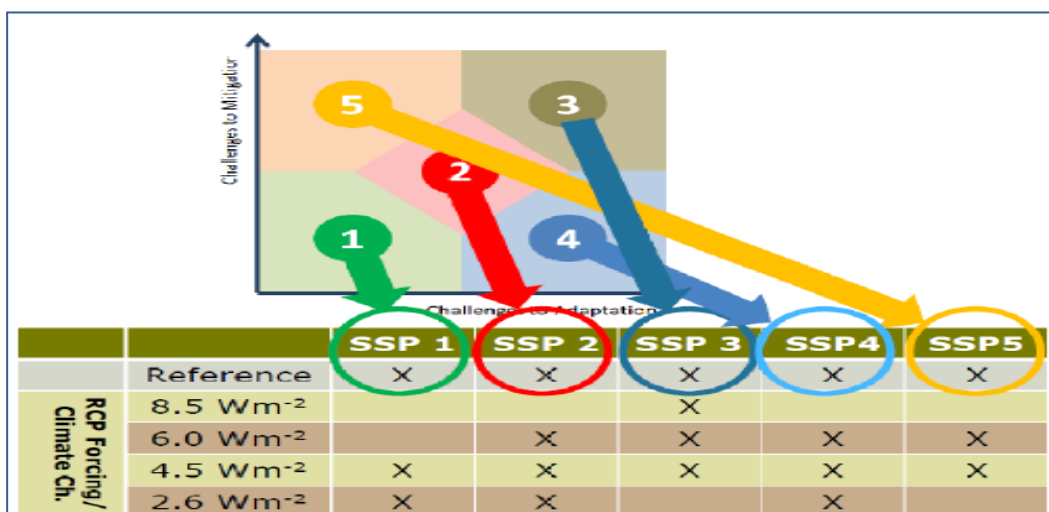 Challenges to Mitigation
5
3
2
1
4
Challenges to Adaptation
SSP 1 SSP 2 SSP 3 SSP4 SSP5
Reference X X X X X
RCP Forcing/
Climate Ch.
8.5 Wm-2 X
6.0 Wm-2 X X X X
4.5 Wm-2 X X X X X
2.6 Wm-2 X X X